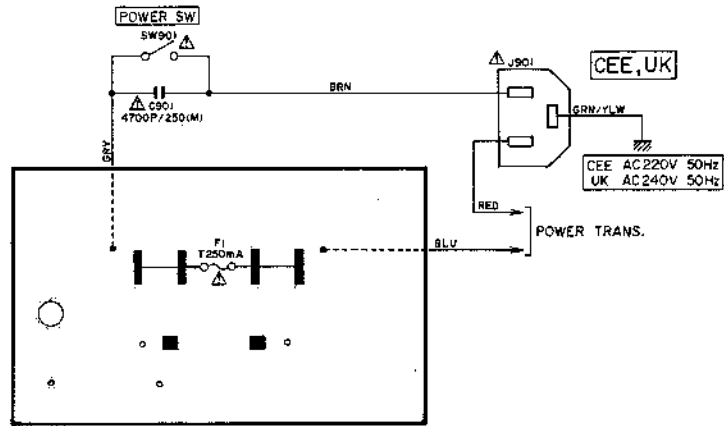 POWER SW
SW901
C901
4700P/250(M)
BRN
J901
CEE, UK
GRN/YLW
CEE AC220V 50Hz
UK AC240V 50Hz
GRY
RED
POWER TRANS.
BLU
F1
T250mA